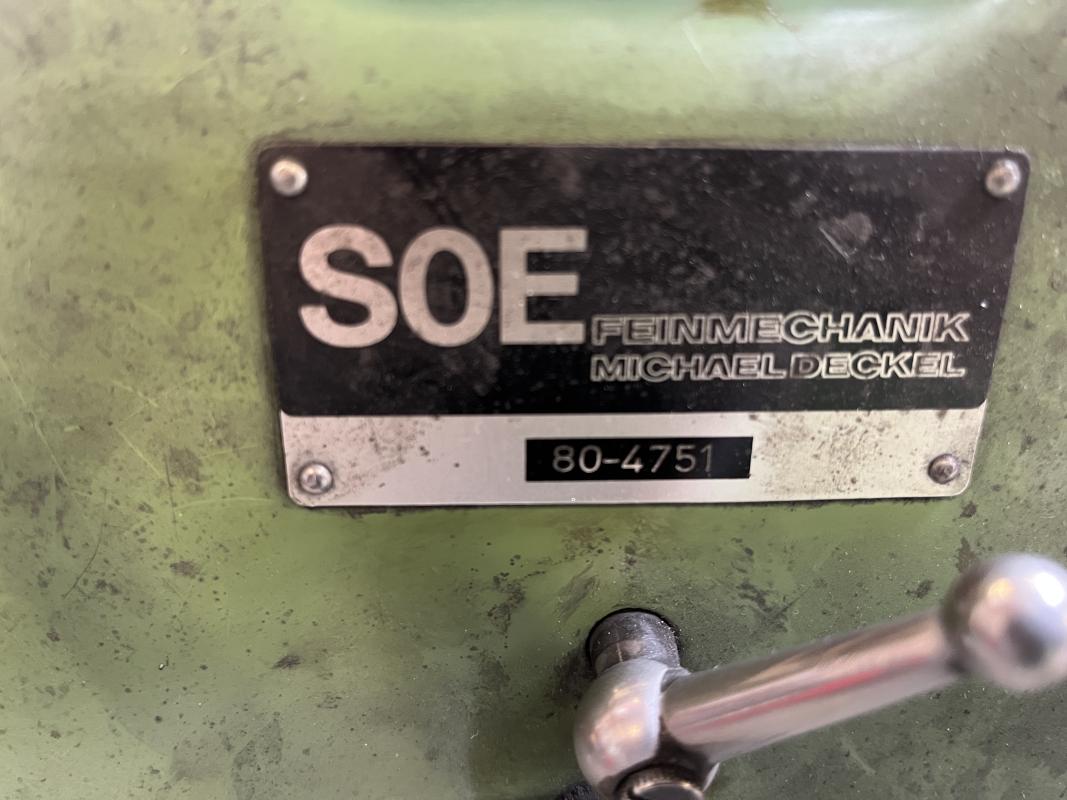 SOE
FEINMECHANIK
MICHAEL DECKEL
80-4751